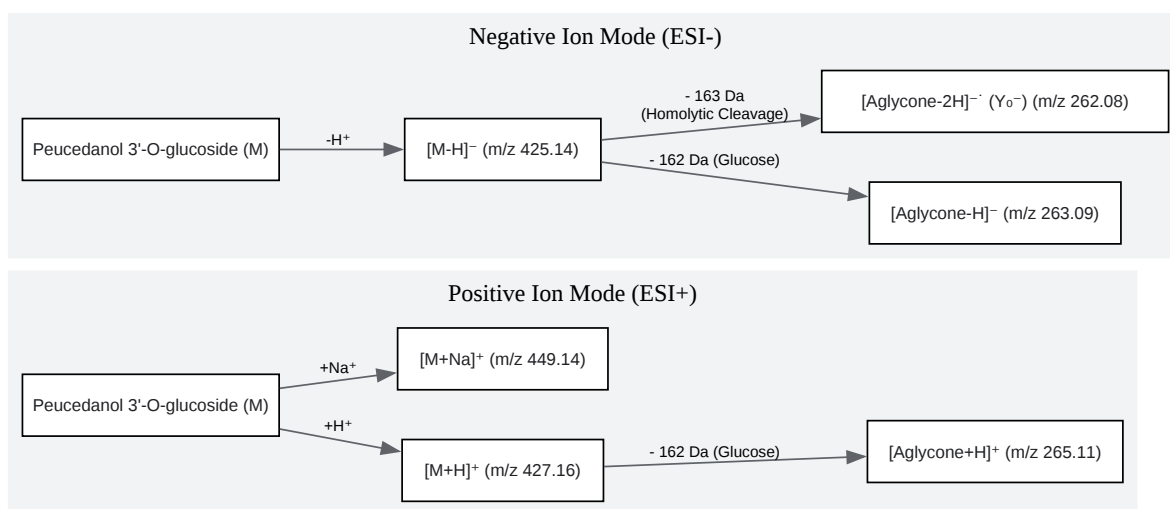 Negative Ion Mode (ESI-)
Peucedanol 3'-O-glucoside (M)
-H⁺
[M-H]⁻ (m/z 425.14)
- 163 Da
(Homolytic Cleavage)
[Aglycone-2H]⁻˙ (Y₀⁻) (m/z 262.08)
- 162 Da (Glucose)
[Aglycone-H]⁻ (m/z 263.09)
Positive Ion Mode (ESI+)
Peucedanol 3'-O-glucoside (M)
+Na⁺
[M+Na]⁺ (m/z 449.14)
+H⁺
[M+H]⁺ (m/z 427.16)
- 162 Da (Glucose)
[Aglycone+H]⁺ (m/z 265.11)